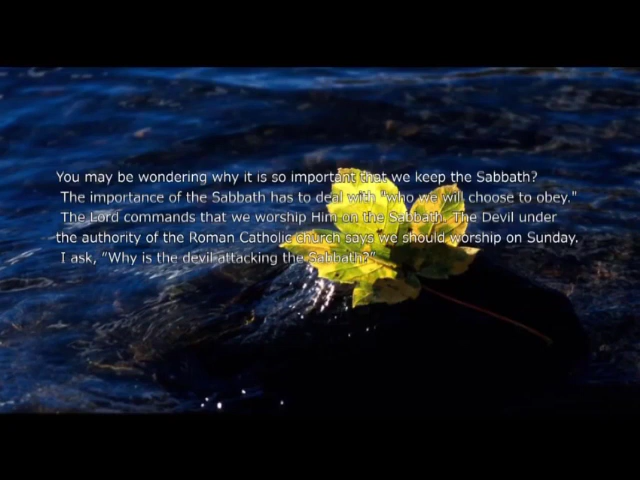 You may be wondering why it is so important that we keep the Sabbath?
The importance of the Sabbath has to deal with "who we will choose to obey."
The Lord commands that we worship Him on the Sabbath. The Devil under
the authority of the Roman Catholic church says we should worship on Sunday.
I ask, "Why is the devil attacking the Sabbath?"